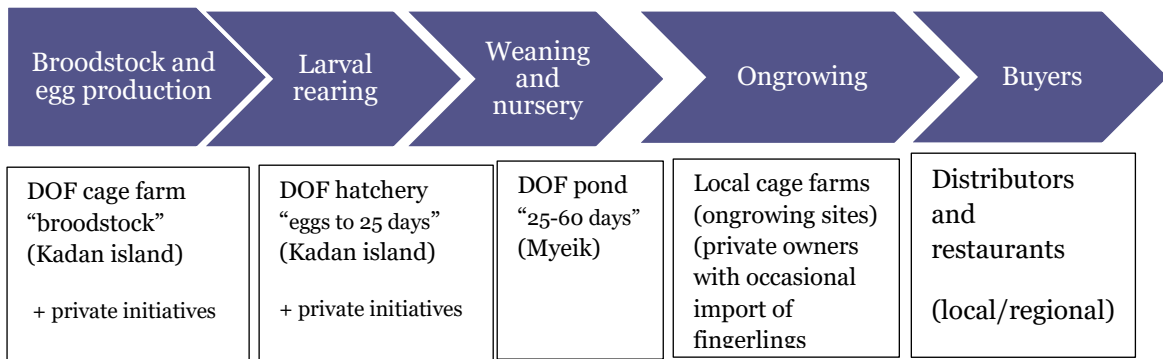 Broodstock and
egg production
Larval
rearing
Weaning
and
nursery
Ongrowing
Buyers
DOF cage farm
“broodstock”
(Kadan island)
+ private initiatives
DOF hatchery
“eggs to 25 days”
(Kadan island)
+ private initiatives
DOF pond
“25-60 days”
(Myeik)
Local cage farms
(ongrowing sites)
(private owners
with occasional
import of
fingerlings
Distributors
and
restaurants
(local/regional)